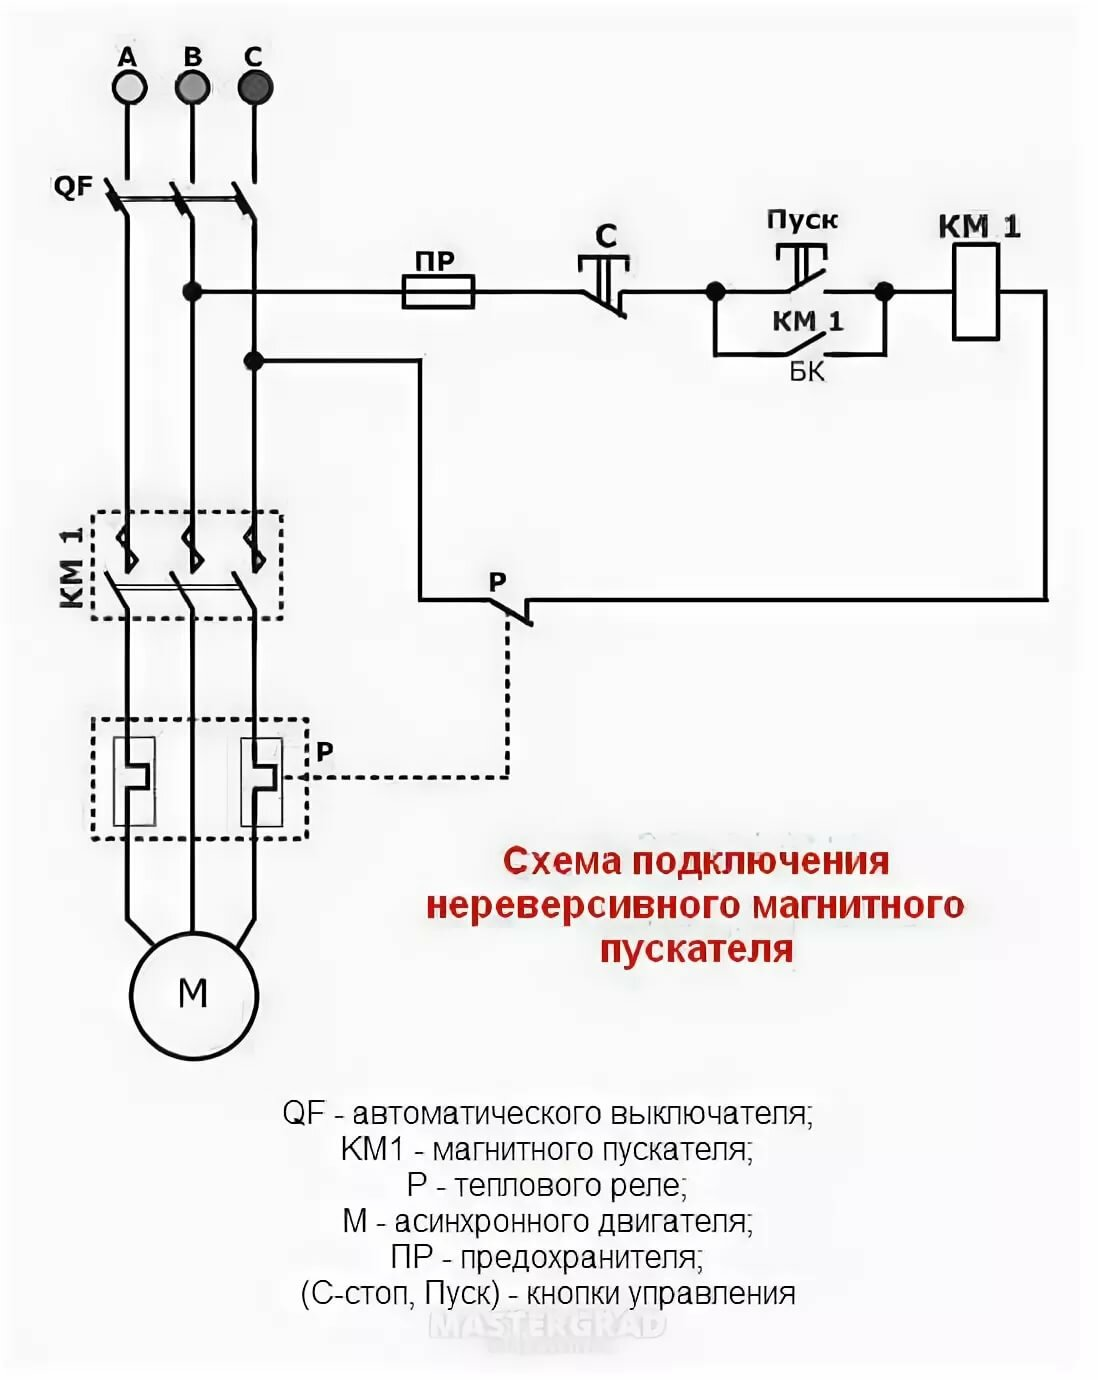 A B C
QF
ПР
С
Пуск
КМ 1
КМ 1
БК
КМ 1
Р
Р
М
Схема подключения
нереверсивного магнитного
пускателя
QF - автоматического выключателя;
КМ1 - магнитного пускателя;
Р - теплового реле;
М - асинхронного двигателя;
ПР - предохранителя;
(С-стоп, Пуск) - кнопки управления
MASTERGRAD